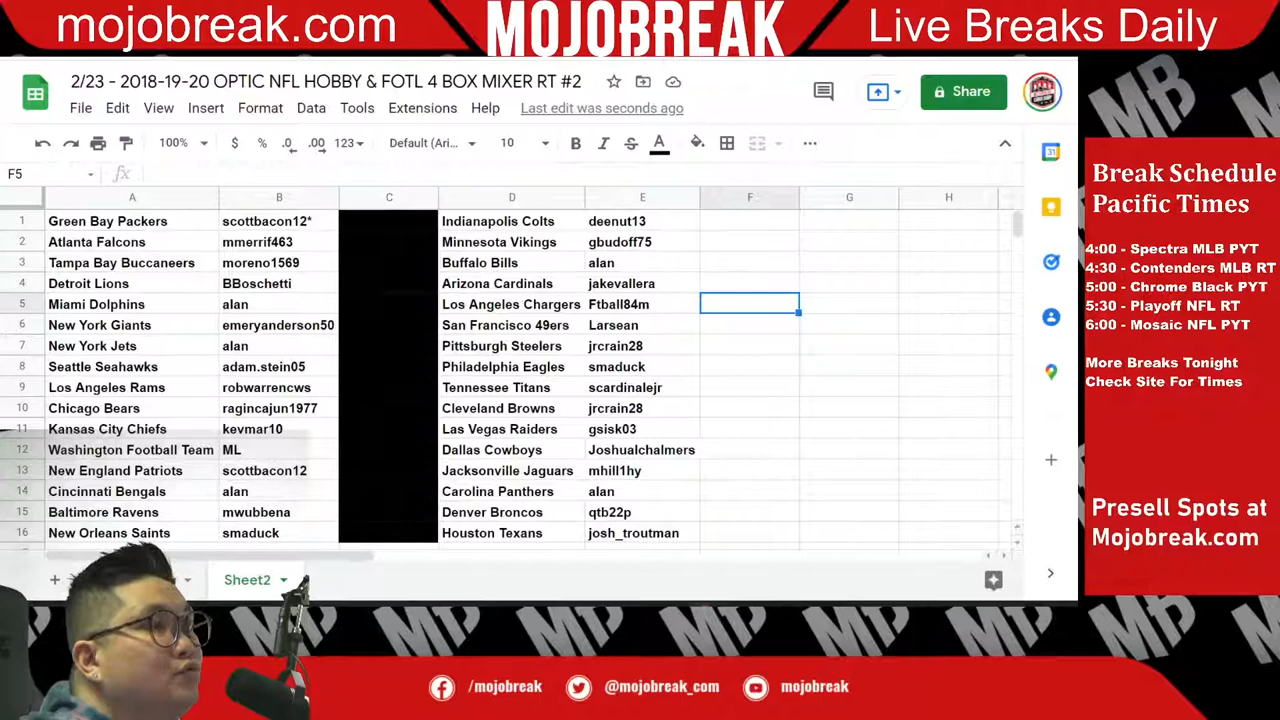 mojobreak.com
MOJOBREAK
Live Breaks Daily
2/23 - 2018-19-20 OPTIC NFL HOBBY & FOTL 4 BOX MIXER RT #2
File Edit View Insert Format Data Tools Extensions Help Last edit was seconds ago
Share
100% $ % .0 .00 123 Default (Ari... 10 B I S A
F5 fx
A B C D E F G H
1 Green Bay Packers scottbacon12* Indianapolis Colts deenut13
2 Atlanta Falcons mmerrif463 Minnesota Vikings gbudoff75
3 Tampa Bay Buccaneers moreno1569 Buffalo Bills alan
4 Detroit Lions BBoschetti Arizona Cardinals jakevallera
5 Miami Dolphins alan Los Angeles Chargers Ftball84m
6 New York Giants emeryanderson50 San Francisco 49ers Larsean
7 New York Jets alan Pittsburgh Steelers jrcrain28
8 Seattle Seahawks adam.stein05 Philadelphia Eagles smaduck
9 Los Angeles Rams robwarrencws Tennessee Titans scardinalejr
10 Chicago Bears ragincajun1977 Cleveland Browns jrcrain28
11 Kansas City Chiefs kevmar10 Las Vegas Raiders gsisk03
12 Washington Football Team ML Dallas Cowboys Joshualchalmers
13 New England Patriots scottbacon12 Jacksonville Jaguars mhill1hy
14 Cincinnati Bengals alan Carolina Panthers alan
15 Baltimore Ravens mwubbena Denver Broncos qtb22p
16 New Orleans Saints smaduck Houston Texans josh_troutman
Sheet2
Break Schedule
Pacific Times
4:00 - Spectra MLB PYT
4:30 - Contenders MLB RT
5:00 - Chrome Black PYT
5:30 - Playoff NFL RT
6:00 - Mosaic NFL PYT
More Breaks Tonight
Check Site For Times
Presell Spots at
Mojobreak.com
/mojobreak
@mojobreak_com
mojobreak